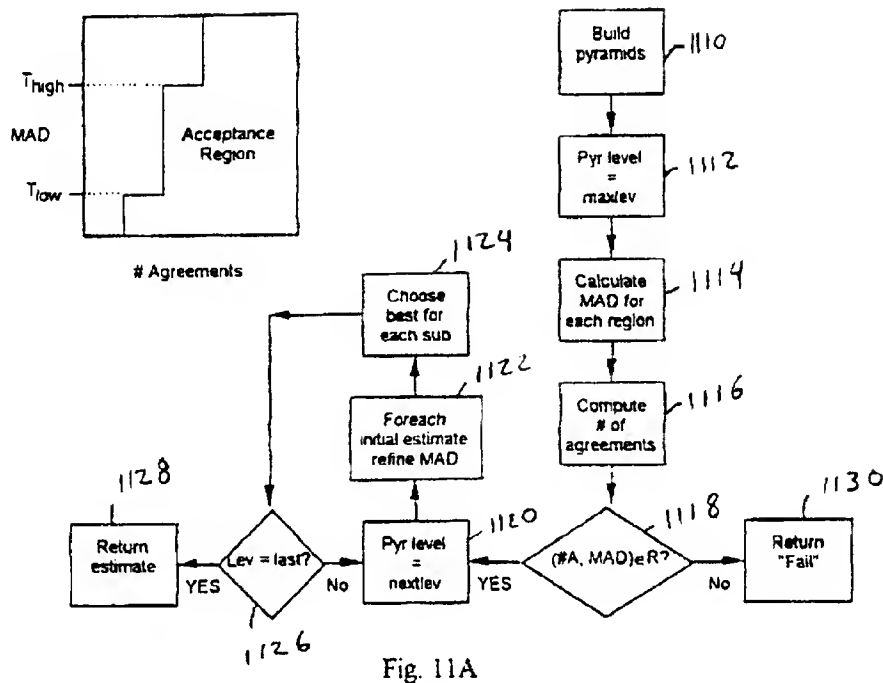 Thigh
MAD
Tlow
Acceptance
Region
# Agreements
Build
pyramids
1110
Pyr level
=
maxlev
1112
Calculate
MAD for
each region
1114
Compute
# of
agreements
1116
(#A, MAD)∈R?
1118
YES
No
Return
"Fail"
1130
Pyr level
=
nextlev
1120
Foreach
initial estimate
refine MAD
1122
Choose
best for
each sub
1124
Lev = last?
1126
YES
No
Return
estimate
1128
Fig. 11A